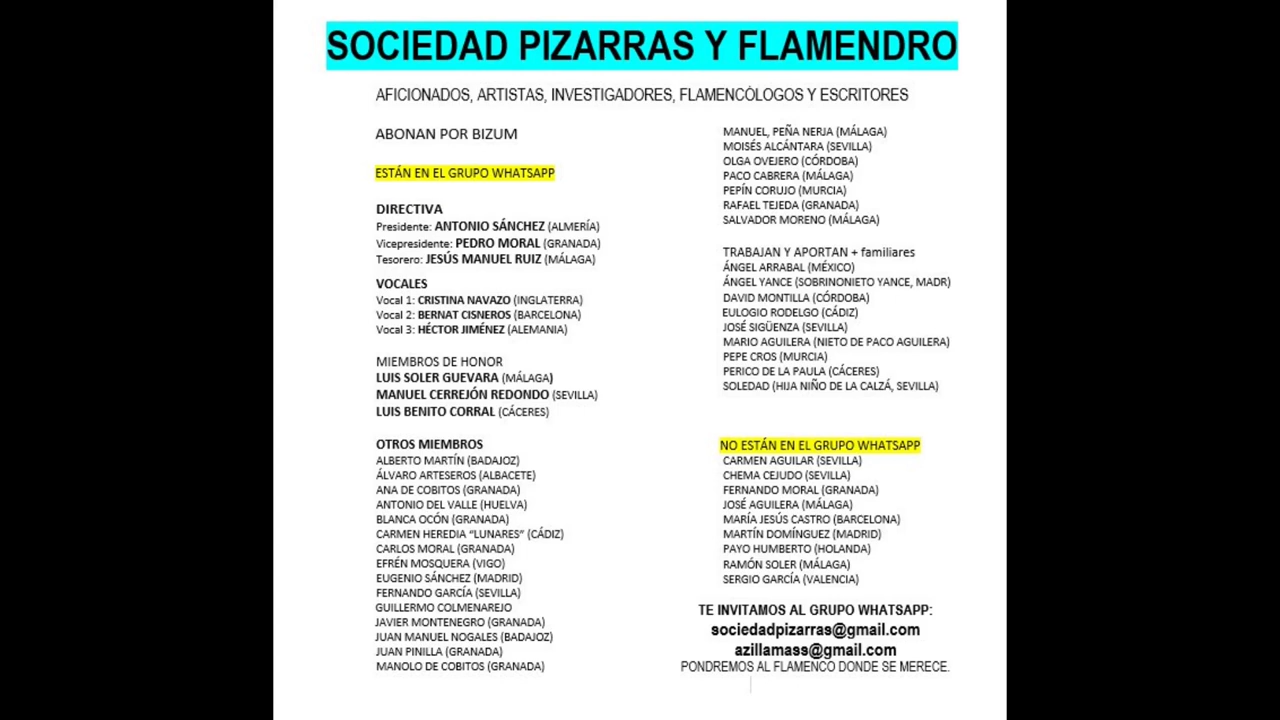 SOCIEDAD PIZARRAS Y FLAMENDRO
AFICIONADOS, ARTISTAS, INVESTIGADORES, FLAMENCÓLOGOS Y ESCRITORES
ABONAN POR BIZUM
ESTÁN EN EL GRUPO WHATSAPP
DIRECTIVA
Presidente: ANTONIO SÁNCHEZ (ALMERÍA)
Vicepresidente: PEDRO MORAL (GRANADA)
Tesorero: JESÚS MANUEL RUIZ (MÁLAGA)
VOCALES
Vocal 1: CRISTINA NAVAZO (INGLATERRA)
Vocal 2: BERNAT CISNEROS (BARCELONA)
Vocal 3: HÉCTOR JIMÉNEZ (ALEMANIA)
MIEMBROS DE HONOR
LUIS SOLER GUEVARA (MÁLAGA)
MANUEL CERREJÓN REDONDO (SEVILLA)
LUIS BENITO CORRAL (CÁCERES)
OTROS MIEMBROS
ALBERTO MARTÍN (BADAJOZ)
ÁLVARO ARTESEROS (ALBACETE)
ANA DE COBITOS (GRANADA)
ANTONIO DEL VALLE (HUELVA)
BLANCA OCÓN (GRANADA)
CARMEN HEREDIA “LUNARES” (CÁDIZ)
CARLOS MORAL (GRANADA)
EFRÉN MOSQUERA (VIGO)
EUGENIO SÁNCHEZ (MADRID)
FERNANDO GARCÍA (SEVILLA)
GUILLERMO COLMENAREJO
JAVIER MONTENEGRO (GRANADA)
JUAN MANUEL NOGALES (BADAJOZ)
JUAN PINILLA (GRANADA)
MANOLO DE COBITOS (GRANADA)
MANUEL, PEÑA NERJA (MÁLAGA)
MOISÉS ALCÁNTARA (SEVILLA)
OLGA OVEJERO (CÓRDOBA)
PACO CABRERA (MÁLAGA)
PEPÍN CORUJO (MURCIA)
RAFAEL TEJEDA (GRANADA)
SALVADOR MORENO (MÁLAGA)
TRABAJAN Y APORTAN + familiares
ÁNGEL ARRABAL (MÉXICO)
ÁNGEL YANCE (SOBRINONIETO YANCE, MADR)
DAVID MONTILLA (CÓRDOBA)
EULOGIO RODELGO (CÁDIZ)
JOSÉ SIGÜENZA (SEVILLA)
MARIO AGUILERA (NIETO DE PACO AGUILERA)
PEPE CROS (MURCIA)
PERICO DE LA PAULA (CÁCERES)
SOLEDAD (HIJA NIÑO DE LA CALZÁ, SEVILLA)
NO ESTÁN EN EL GRUPO WHATSAPP
CARMEN AGUILAR (SEVILLA)
CHEMA CEJUDO (SEVILLA)
FERNANDO MORAL (GRANADA)
JOSÉ AGUILERA (MÁLAGA)
MARÍA JESÚS CASTRO (BARCELONA)
MARTÍN DOMÍNGUEZ (MADRID)
PAYO HUMBERTO (HOLANDA)
RAMÓN SOLER (MÁLAGA)
SERGIO GARCÍA (VALENCIA)
TE INVITAMOS AL GRUPO WHATSAPP:
sociedadpizarras@gmail.com
azillamass@gmail.com
PONDREMOS AL FLAMENCO DONDE SE MERECE.